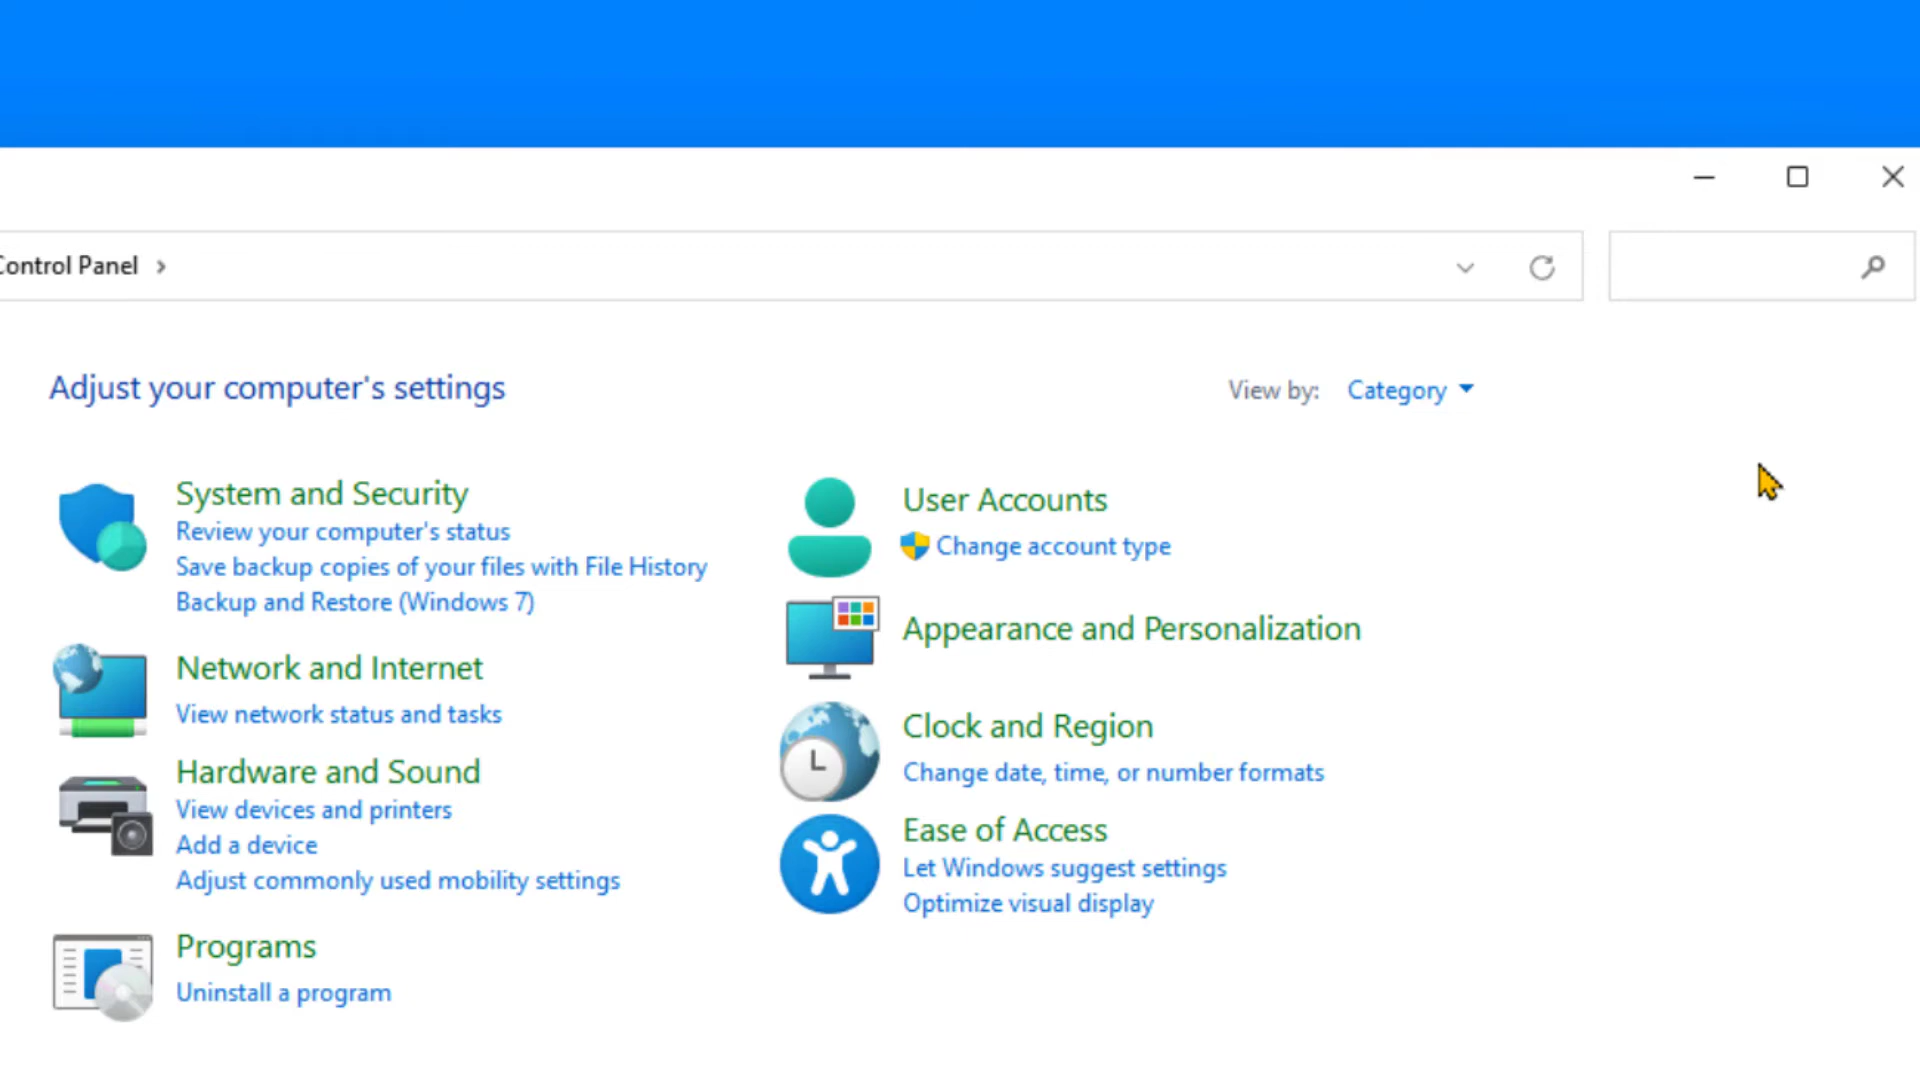 Control Panel
Adjust your computer's settings
View by: Category
System and Security
Review your computer's status
Save backup copies of your files with File History
Backup and Restore (Windows 7)
Network and Internet
View network status and tasks
Hardware and Sound
View devices and printers
Add a device
Adjust commonly used mobility settings
Programs
Uninstall a program
User Accounts
Change account type
Appearance and Personalization
Clock and Region
Change date, time, or number formats
Ease of Access
Let Windows suggest settings
Optimize visual display